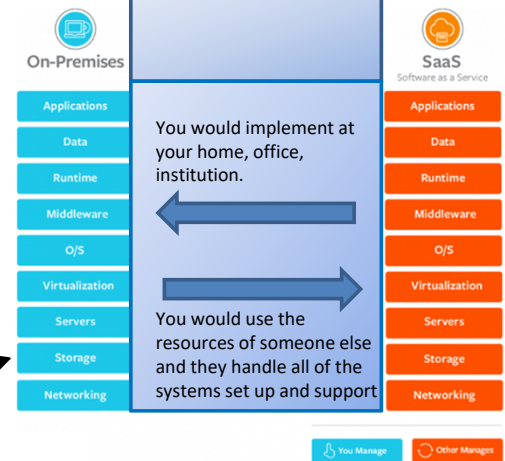 On-Premises
SaaS
Software as a Service
Applications
Data
Runtime
Middleware
O/S
Virtualization
Servers
Storage
Networking
You would implement at
your home, office,
institution.
You would use the
resources of someone else
and they handle all of the
systems set up and support
Applications
Data
Runtime
Middleware
O/S
Virtualization
Servers
Storage
Networking
You Manage
Other Manages